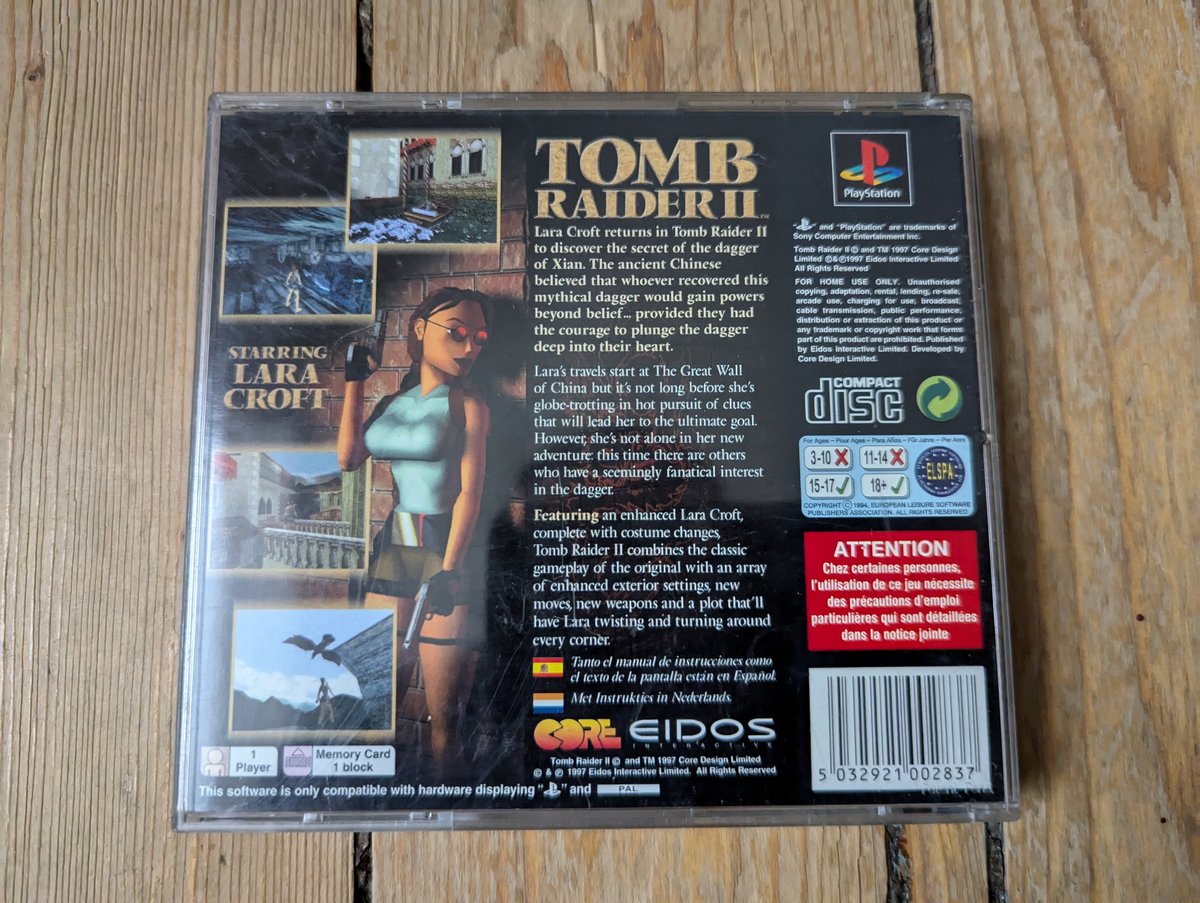 STARRING
LARA
CROFT
1
Player
Memory Card
1 block
This software is only compatible with hardware displaying " " and PAL
TOMB
RAIDER II™
Lara Croft returns in Tomb Raider II
to discover the secret of the dagger
of Xian. The ancient Chinese
believed that whoever recovered this
mythical dagger would gain powers
beyond belief... provided they had
the courage to plunge the dagger
deep into their heart.
Lara's travels start at The Great Wall
of China but it's not long before she's
globe-trotting in hot pursuit of clues
that will lead her to the ultimate goal.
However, she's not alone in her new
adventure: this time there are others
who have a seemingly fanatical interest
in the dagger.
Featuring an enhanced Lara Croft,
complete with costume changes,
Tomb Raider II combines the classic
gameplay of the original with an array
of enhanced exterior settings, new
moves, new weapons and a plot that'll
have Lara twisting and turning around
every corner.
Tanto el manual de instrucciones como
el texto de la pantalla están en Español.
Met Instrukties in Nederlands.
CORE EIDOS
INTERACTIVE
Tomb Raider II © and TM 1997 Core Design Limited
© & ℗ 1997 Eidos Interactive Limited. All Rights Reserved
PlayStation
" " and "PlayStation" are trademarks of
Sony Computer Entertainment Inc.
Tomb Raider II © and TM 1997 Core Design
Limited ©&℗1997 Eidos Interactive Limited
All Rights Reserved
FOR HOME USE ONLY. Unauthorised
copying, adaptation, rental, lending, re-sale,
arcade use, charging for use, broadcast,
cable transmission, public performance,
distribution or extraction of this product or
any trademark or copyright work that forms
part of this product are prohibited. Published
by Eidos Interactive Limited. Developed by
Core Design Limited.
COMPACT
disc
For Ages – Pour Ages – Para Años – Für Jahre – Per Anni
3-10 11-14
15-17 18+
ELSPA
COPYRIGHT © 1994, EUROPEAN LEISURE SOFTWARE
PUBLISHERS ASSOCIATION. ALL RIGHTS RESERVED
ATTENTION
Chez certaines personnes,
l'utilisation de ce jeu nécessite
des précautions d'emploi
particulières qui sont détaillées
dans la notice jointe
5 032921 002837